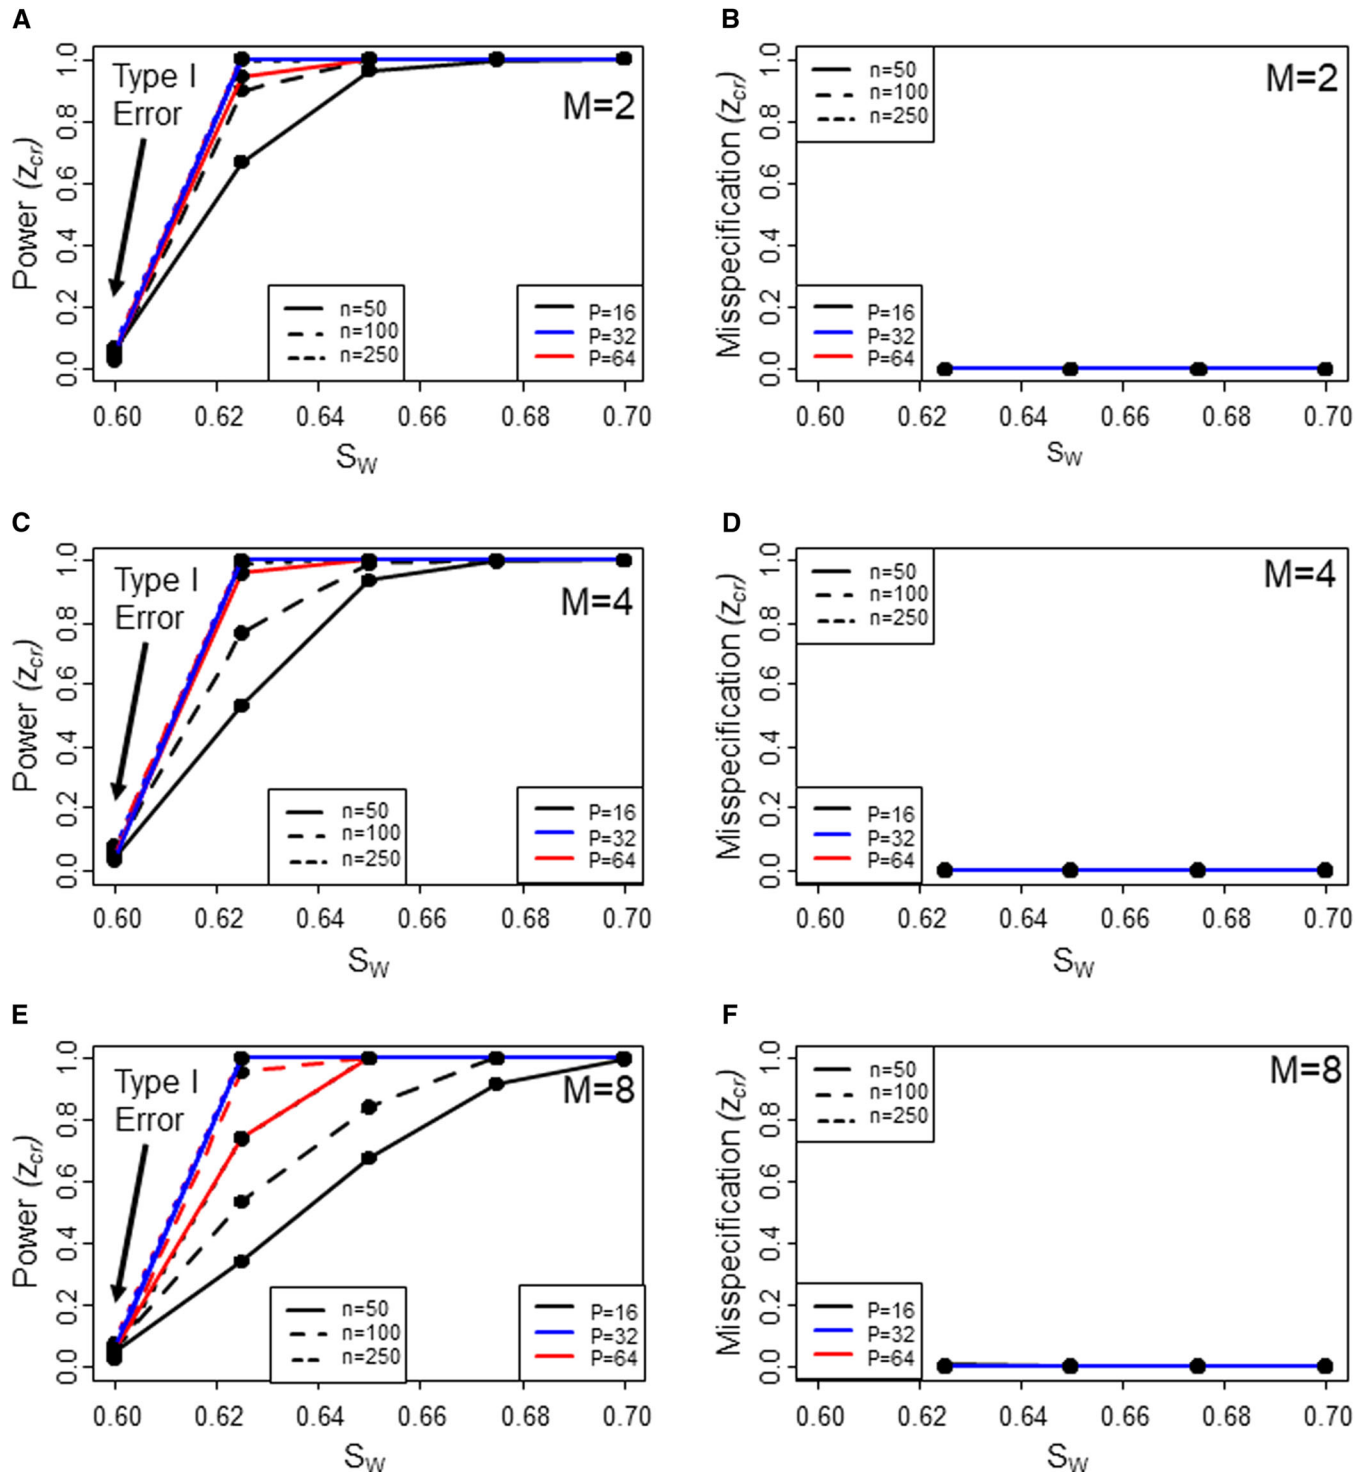 A
Power (zcr)
0.0 0.2 0.4 0.6 0.8 1.0
Type I
Error
M=2
n=50
n=100
n=250
P=16
P=32
P=64
0.60 0.62 0.64 0.66 0.68 0.70
SW
B
Misspecification (zcr)
0.0 0.2 0.4 0.6 0.8 1.0
n=50
n=100
n=250
M=2
P=16
P=32
P=64
0.60 0.62 0.64 0.66 0.68 0.70
SW
C
Power (zcr)
0.0 0.2 0.4 0.6 0.8 1.0
Type I
Error
M=4
n=50
n=100
n=250
P=16
P=32
P=64
0.60 0.62 0.64 0.66 0.68 0.70
SW
D
Misspecification (zcr)
0.0 0.2 0.4 0.6 0.8 1.0
n=50
n=100
n=250
M=4
P=16
P=32
P=64
0.60 0.62 0.64 0.66 0.68 0.70
SW
E
Power (zcr)
0.0 0.2 0.4 0.6 0.8 1.0
Type I
Error
M=8
n=50
n=100
n=250
P=16
P=32
P=64
0.60 0.62 0.64 0.66 0.68 0.70
SW
F
Misspecification (zcr)
0.0 0.2 0.4 0.6 0.8 1.0
n=50
n=100
n=250
M=8
P=16
P=32
P=64
0.60 0.62 0.64 0.66 0.68 0.70
SW